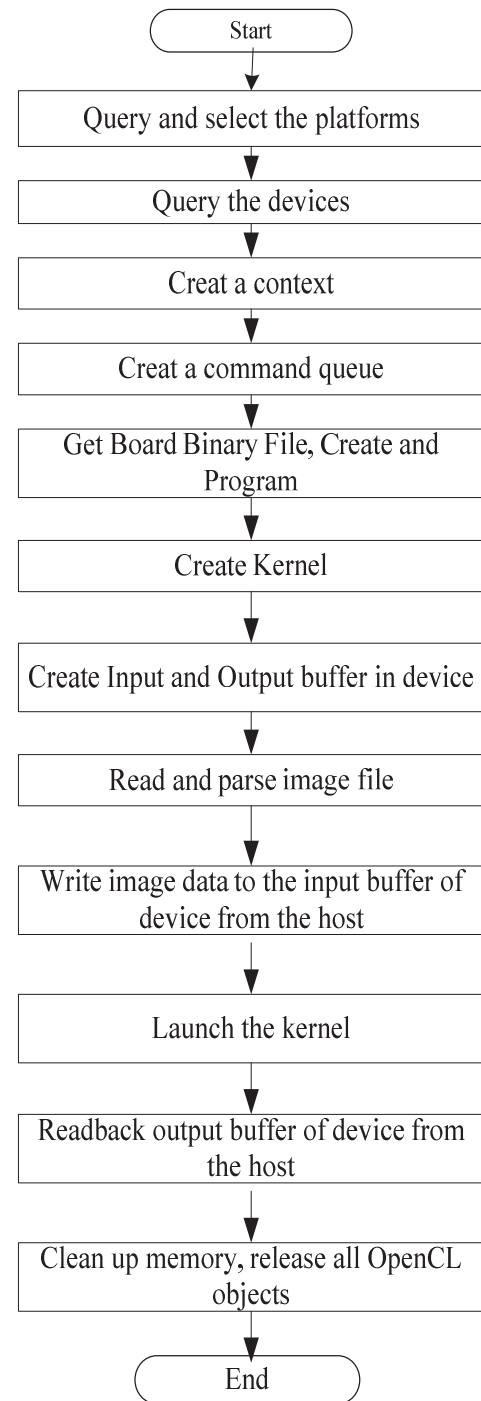 Start
Query and select the platforms
Query the devices
Creat a context
Creat a command queue
Get Board Binary File, Create and
Program
Create Kernel
Create Input and Output buffer in device
Read and parse image file
Write image data to the input buffer of
device from the host
Launch the kernel
Readback output buffer of device from
the host
Clean up memory, release all OpenCL
objects
End